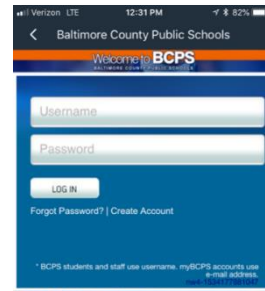 Verizon LTE 12:31 PM 82%
Baltimore County Public Schools
Welcome to BCPS
BALTIMORE COUNTY PUBLIC SCHOOLS
Username
Password
LOG IN
Forgot Password? | Create Account
* BCPS students and staff use username. myBCPS accounts use
e-mail address.